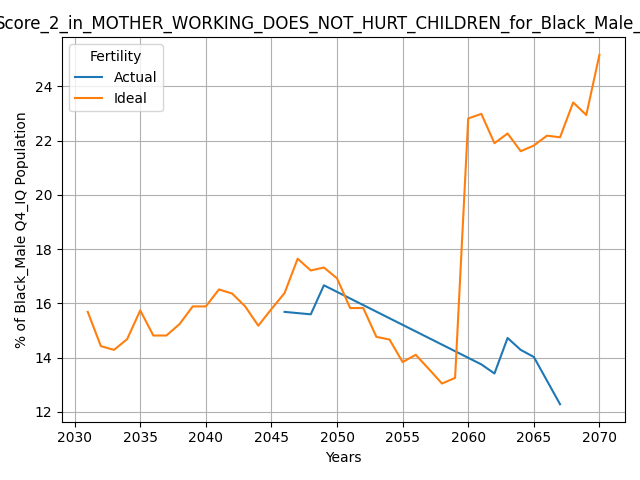 Score_2_in_MOTHER_WORKING_DOES_NOT_HURT_CHILDREN_for_Black_Male_
Fertility
Actual
Ideal
% of Black_Male Q4_IQ Population
24
22
20
18
16
14
12
2030 2035 2040 2045 2050 2055 2060 2065 2070
Years